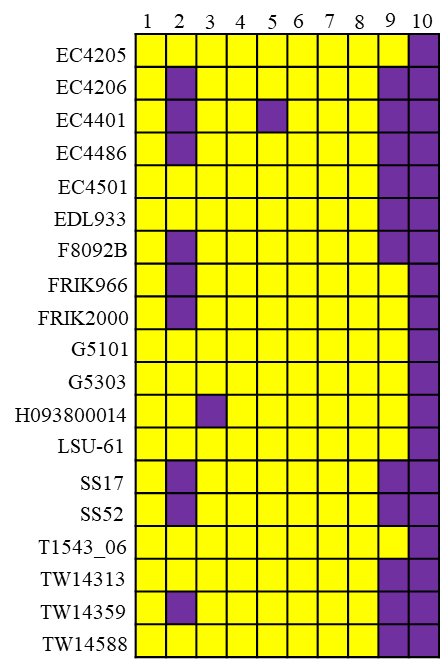 1 2 3 4 5 6 7 8 9 10
EC4205
EC4206
EC4401
EC4486
EC4501
EDL933
F8092B
FRIK966
FRIK2000
G5101
G5303
H093800014
LSU-61
SS17
SS52
T1543_06
TW14313
TW14359
TW14588